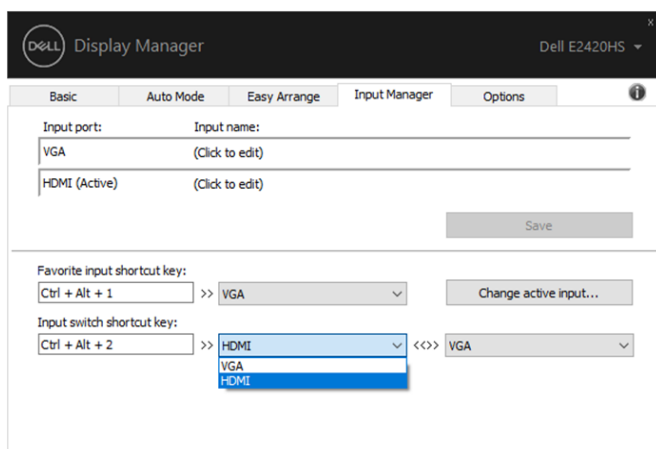 x
DELL Display Manager Dell E2420HS
Basic Auto Mode Easy Arrange Input Manager Options i
Input port: Input name:
VGA (Click to edit)
HDMI (Active) (Click to edit)
Save
Favorite input shortcut key:
Ctrl + Alt + 1 >> VGA Change active input...
Input switch shortcut key:
Ctrl + Alt + 2 >> HDMI <<>> VGA
VGA
HDMI